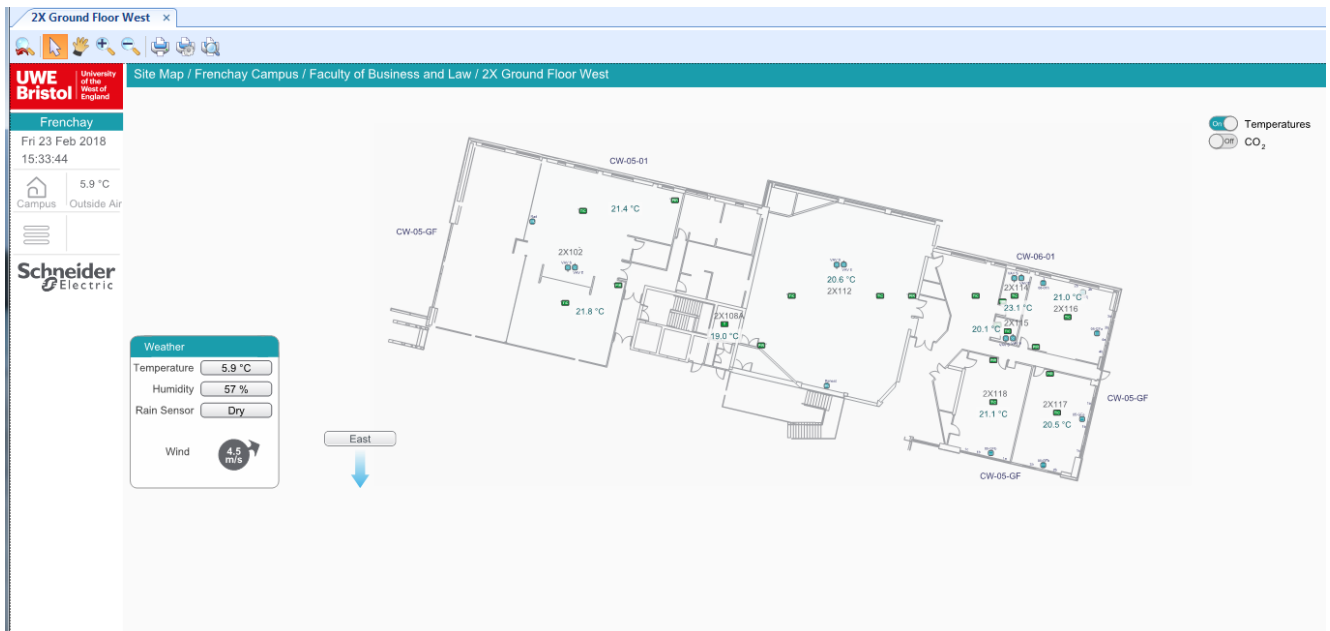 2X Ground Floor West ×
UWE Bristol
University of the West of England
Site Map / Frenchay Campus / Faculty of Business and Law / 2X Ground Floor West
Frenchay
Fri 23 Feb 2018
15:33:44
5.9 °C
Campus
Outside Air
Schneider
Electric
On Temperatures
Off CO2
CW-05-01
CW-05-GF
21.4 °C
2X102
21.8 °C
2X108A
19.0 °C
20.6 °C
2X112
CW-06-01
2X114
23.1 °C
21.0 °C
2X116
20.1 °C
2X115
2X118
21.1 °C
2X117
20.5 °C
CW-05-GF
CW-05-GF
Weather
Temperature 5.9 °C
Humidity 57 %
Rain Sensor Dry
Wind 4.5 m/s
East